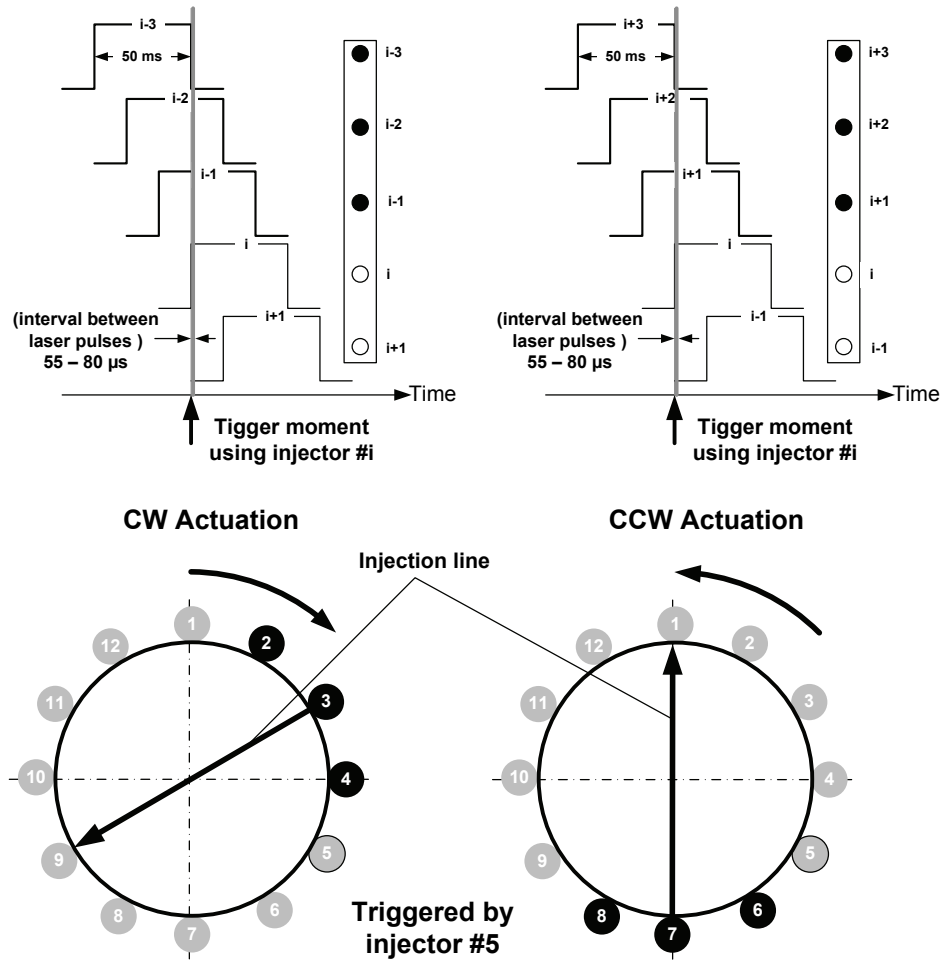 i-3
50 ms
i-2
i-1
i
i+1
(interval between
laser pulses )
55 – 80 µs
i-3
i-2
i-1
i
i+1
Time
Tigger moment
using injector #i
i+3
50 ms
i+2
i+1
i
i-1
(interval between
laser pulses )
55 – 80 µs
i+3
i+2
i+1
i
i-1
Time
Tigger moment
using injector #i
CW Actuation
CCW Actuation
Injection line
1
2
3
4
5
6
7
8
9
10
11
12
1
2
3
4
5
6
7
8
9
10
11
12
Triggered by
injector #5